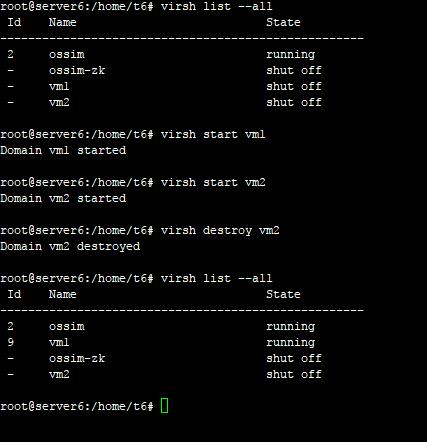 root@server6:/home/t6# virsh list --all
 Id    Name                           State
----------------------------------------------------
 2     ossim                          running
 -     ossim-zk                       shut off
 -     vm1                            shut off
 -     vm2                            shut off
root@server6:/home/t6# virsh start vm1
Domain vm1 started
root@server6:/home/t6# virsh start vm2
Domain vm2 started
root@server6:/home/t6# virsh destroy vm2
Domain vm2 destroyed
root@server6:/home/t6# virsh list --all
 Id    Name                           State
----------------------------------------------------
 2     ossim                          running
 9     vm1                            running
 -     ossim-zk                       shut off
 -     vm2                            shut off
root@server6:/home/t6#